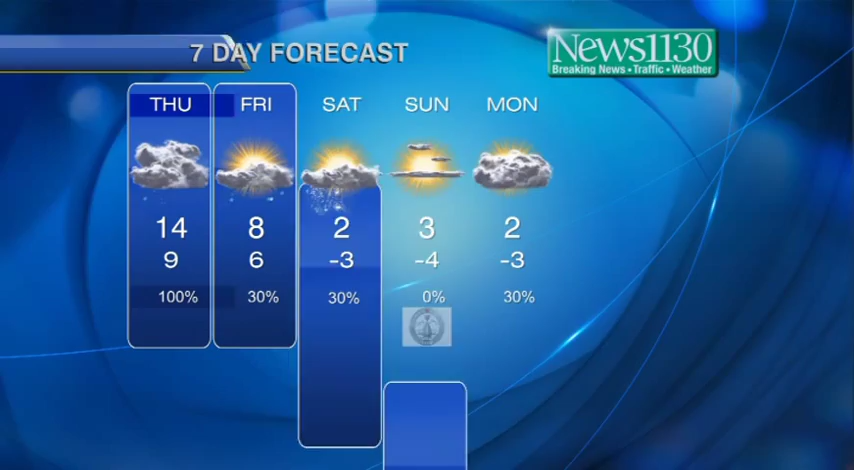 7 DAY FORECAST
News1130
Breaking News • Traffic • Weather
THU FRI SAT SUN MON
14 8 2 3 2
9 6 -3 -4 -3
100% 30% 30% 0% 30%